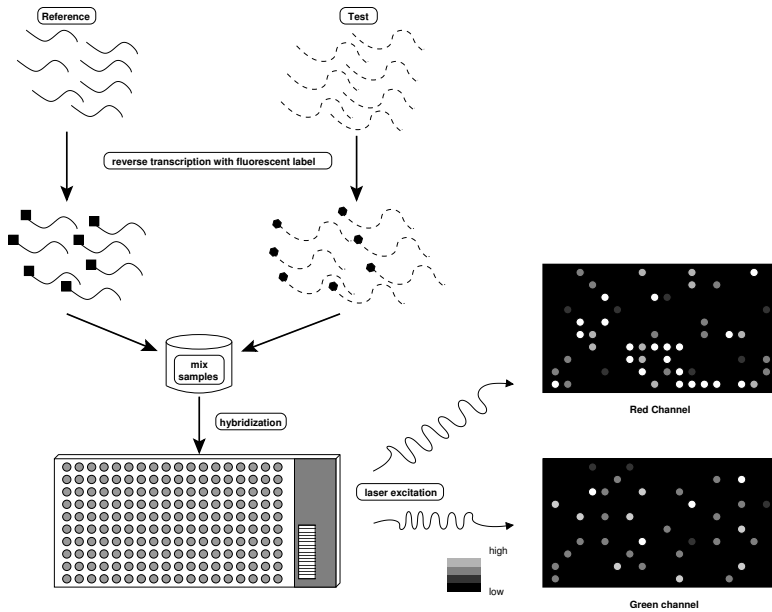 Reference
Test
reverse transcription with fluorescent label
mix
samples
hybridization
Red Channel
laser excitation
high
low
Green channel